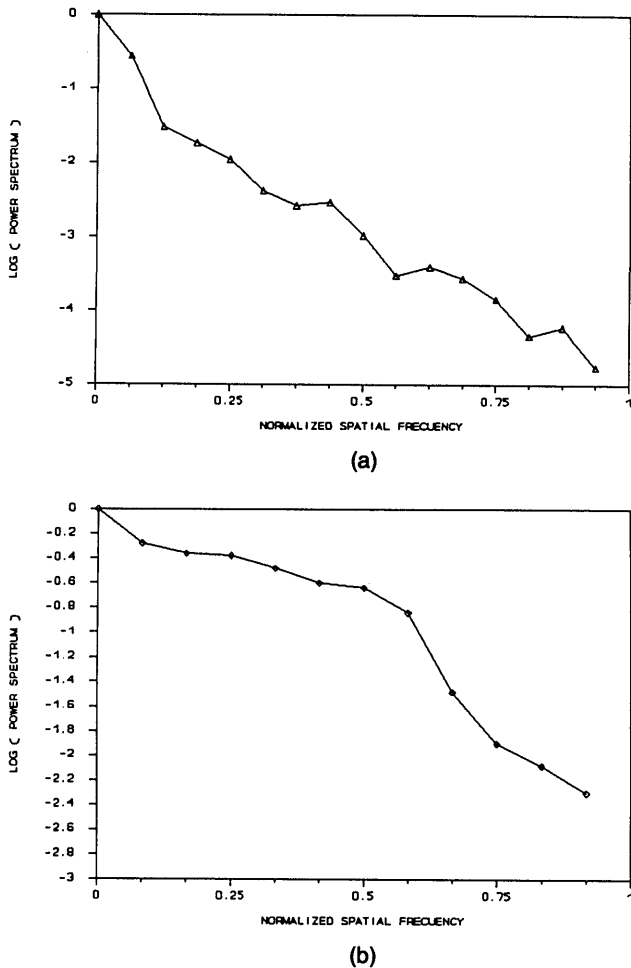 0
-1
-2
-3
-4
-5
LOG ( POWER SPECTRUM )
0 0.25 0.5 0.75 1
NORMALIZED SPATIAL FRECUENCY
(a)
0
-0.2
-0.4
-0.6
-0.8
-1
-1.2
-1.4
-1.6
-1.8
-2
-2.2
-2.4
-2.6
-2.8
-3
LOG ( POWER SPECTRUM )
0 0.25 0.5 0.75 1
NORMALIZED SPATIAL FRECUENCY
(b)